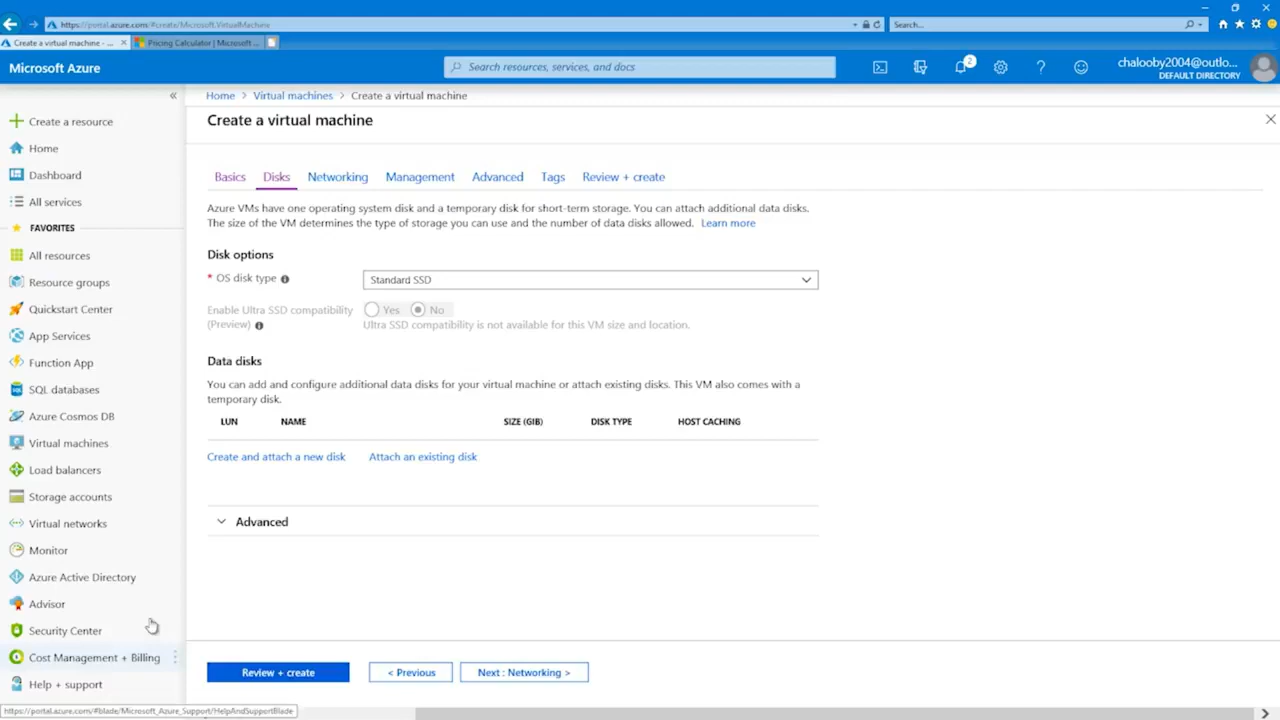 https://portal.azure.com/#create/Microsoft.VirtualMachine
Search...
Create a virtual machine - ...
Pricing Calculator | Microsoft ...
Microsoft Azure
Search resources, services, and docs
2
chalooby2004@outlo...
DEFAULT DIRECTORY
Create a resource
Home
Dashboard
All services
FAVORITES
All resources
Resource groups
Quickstart Center
App Services
Function App
SQL databases
Azure Cosmos DB
Virtual machines
Load balancers
Storage accounts
Virtual networks
Monitor
Azure Active Directory
Advisor
Security Center
Cost Management + Billing
Help + support
Home > Virtual machines > Create a virtual machine
Create a virtual machine
Basics Disks Networking Management Advanced Tags Review + create
Azure VMs have one operating system disk and a temporary disk for short-term storage. You can attach additional data disks.
The size of the VM determines the type of storage you can use and the number of data disks allowed. Learn more
Disk options
* OS disk type
Standard SSD
Enable Ultra SSD compatibility
(Preview)
Yes No
Ultra SSD compatibility is not available for this VM size and location.
Data disks
You can add and configure additional data disks for your virtual machine or attach existing disks. This VM also comes with a
temporary disk.
LUN NAME SIZE (GIB) DISK TYPE HOST CACHING
Create and attach a new disk Attach an existing disk
Advanced
Review + create < Previous Next : Networking >
https://portal.azure.com/#blade/Microsoft_Azure_Support/HelpAndSupportBlade